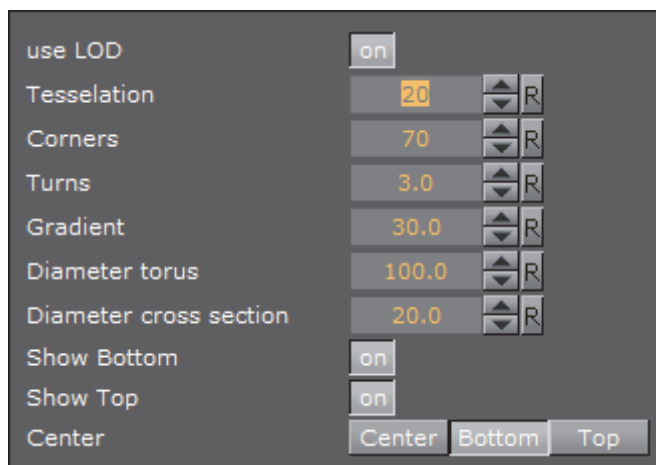 use LOD on
Tesselation 20 R
Corners 70 R
Turns 3.0 R
Gradient 30.0 R
Diameter torus 100.0 R
Diameter cross section 20.0 R
Show Bottom on
Show Top on
Center Center Bottom Top